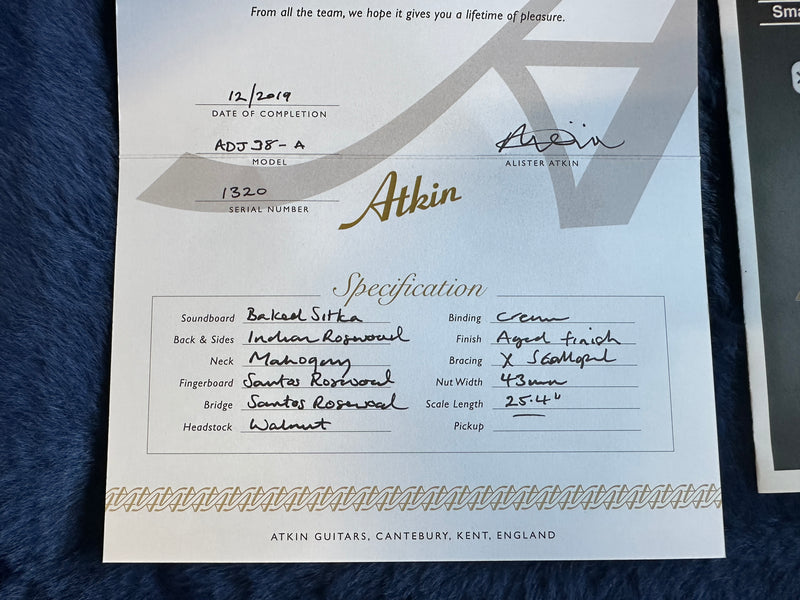 From all the team, we hope it gives you a lifetime of pleasure.
12/2019
DATE OF COMPLETION
ADJ38-A
MODEL
ALISTER ATKIN
1320
SERIAL NUMBER
Atkin
Specification
Soundboard Baked Sitka
Binding Cream
Back & Sides Indian Rosewood
Finish Aged finish
Neck Mahogany
Bracing X Scalloped
Fingerboard Santos Rosewood
Nut Width 43mm
Bridge Santos Rosewood
Scale Length 25.4"
Headstock Walnut
Pickup
ATKIN GUITARS, CANTEBURY, KENT, ENGLAND
Sma